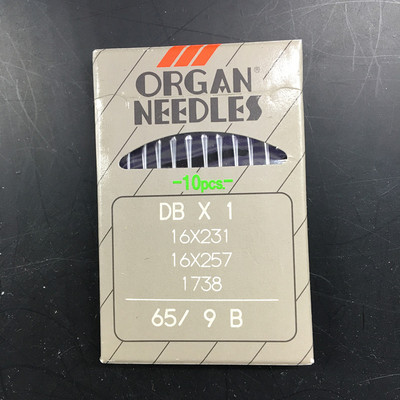 ORGAN®
NEEDLES
-10pcs.-
DB X 1
16X231
16X257
1738
65/ 9 B